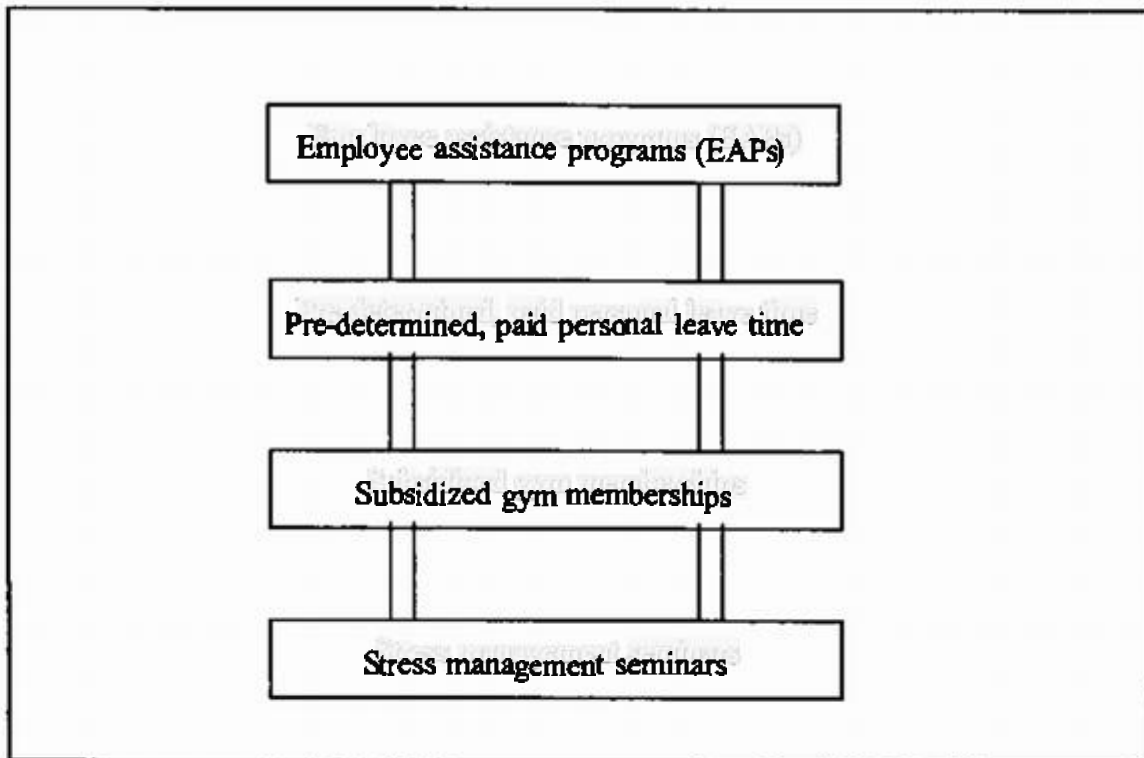 Employee assistance programs (EAPs)
Pre-determined, paid personal leave time
Subsidized gym memberships
Stress management seminars